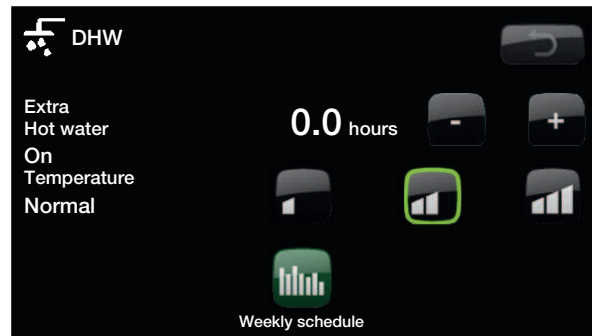 DHW
Extra
Hot water
0.0 hours
-
+
On
Temperature
Normal
Weekly schedule